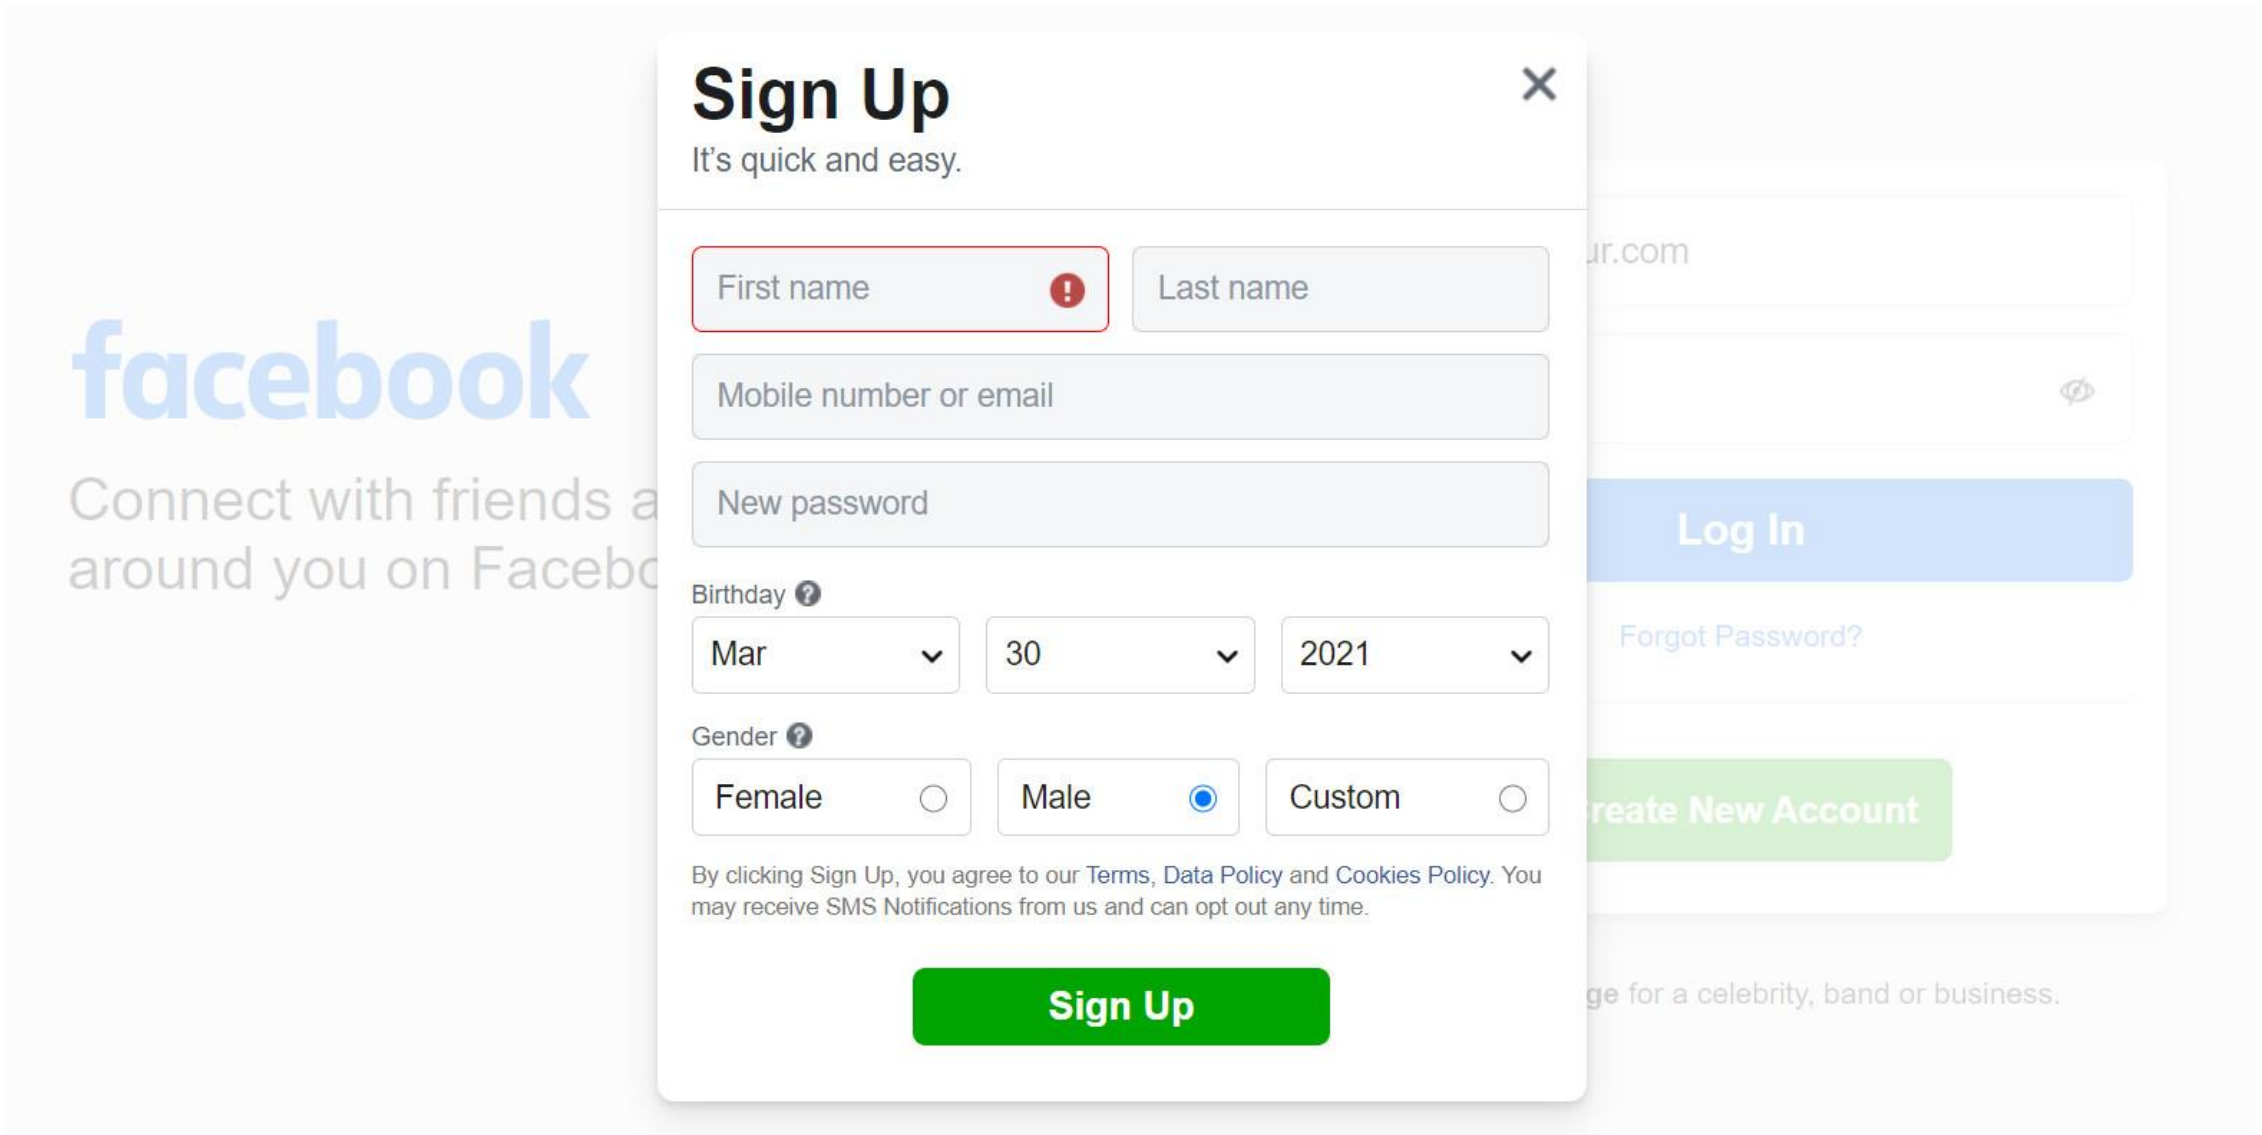 Sign Up
It's quick and easy.
First name
Last name
Mobile number or email
New password
Birthday
Mar 30 2021
Gender
Female Male Custom
By clicking Sign Up, you agree to our Terms, Data Policy and Cookies Policy. You
may receive SMS Notifications from us and can opt out any time.
Sign Up
facebook
Connect with friends
around you on
Log In
Forgot Password?
New Account
for a celebrity, band or business.